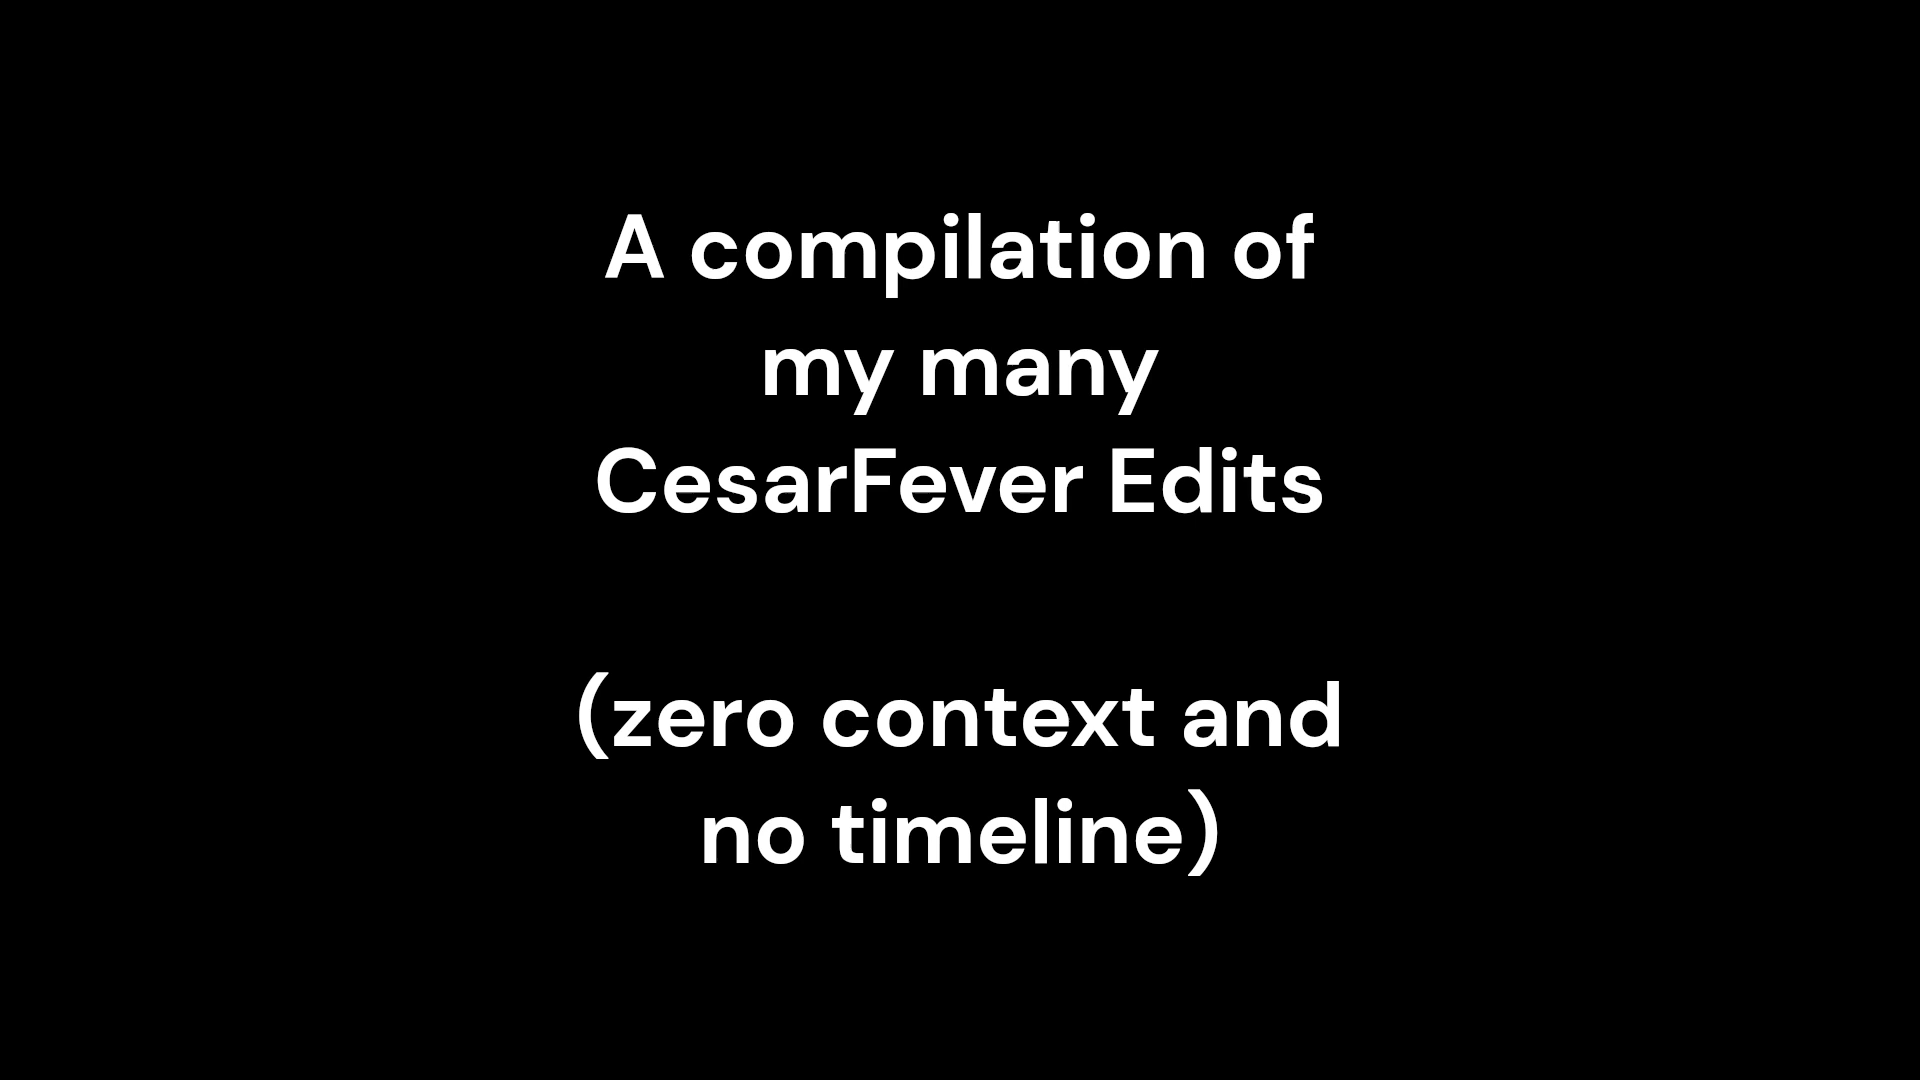 A compilation of
my many
CesarFever Edits
(zero context and
no timeline)